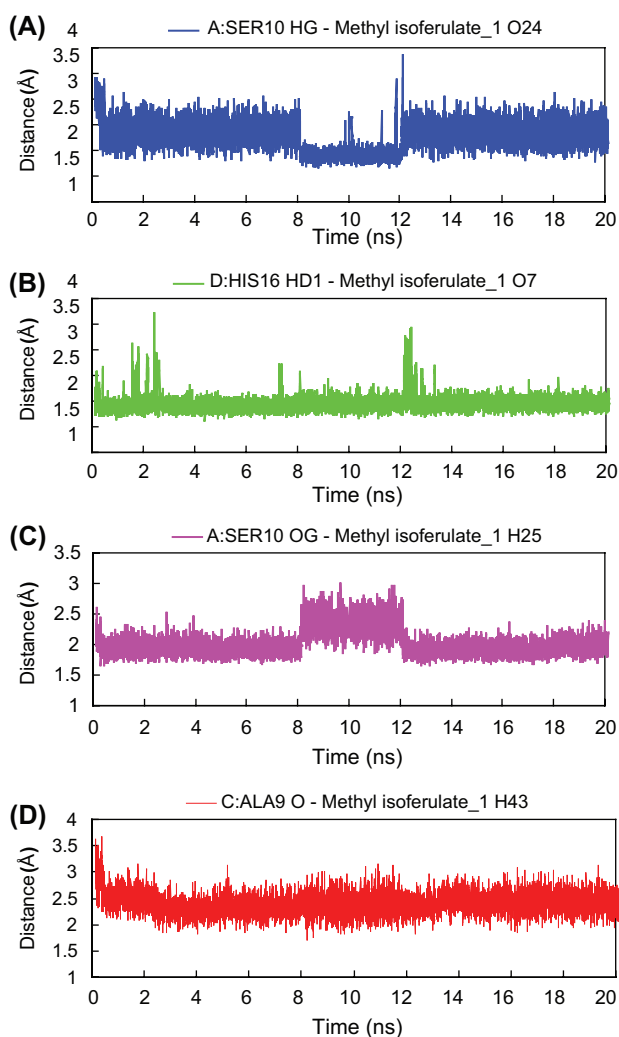 (A)
A:SER10 HG - Methyl isoferulate_1 O24
4
3.5
2.5
2
1.5
1
Distance(Å)
0 2 4 6 8 10 12 14 16 18 20
Time (ns)
(B)
D:HIS16 HD1 - Methyl isoferulate_1 O7
4
3.5
3
2.5
2
1.5
1
Distance(Å)
0 2 4 6 8 10 12 14 16 18 20
Time (ns)
(C)
A:SER10 OG - Methyl isoferulate_1 H25
3.5
3
2.5
2
1.5
1
Distance(Å)
0 2 4 6 8 10 12 14 16 18 20
Time (ns)
(D)
C:ALA9 O - Methyl isoferulate_1 H43
4
3.5
3
2.5
2
1.5
1
Distance(Å)
0 2 4 6 8 10 12 14 16 18 20
Time (ns)